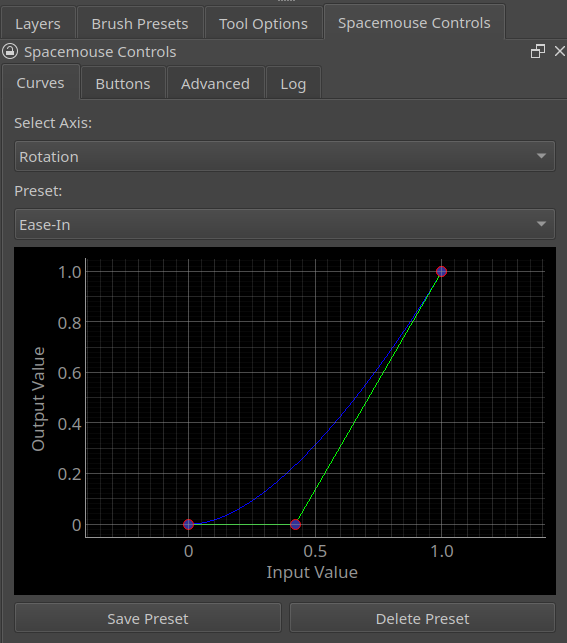 Layers Brush Presets Tool Options Spacemouse Controls
Spacemouse Controls
Curves Buttons Advanced Log
Select Axis:
Rotation
Preset:
Ease-In
1.0
0.8
0.6
0.4
0.2
0
Output Value
0 0.5 1.0
Input Value
Save Preset Delete Preset